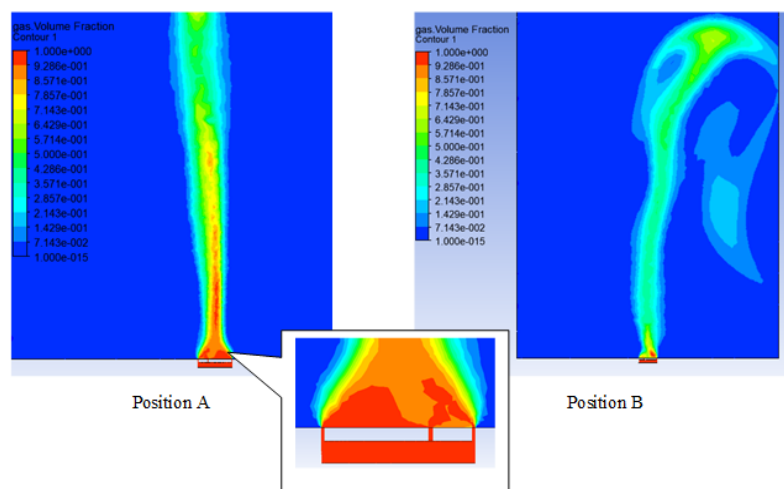 gas.Volume Fraction
Contour 1
1.000e+000
9.286e-001
8.571e-001
7.857e-001
7.143e-001
6.429e-001
5.714e-001
5.000e-001
4.286e-001
3.571e-001
2.857e-001
2.143e-001
1.429e-001
7.143e-002
1.000e-015
gas.Volume Fraction
Contour 1
1.000e+000
9.286e-001
8.571e-001
7.857e-001
7.143e-001
6.429e-001
5.714e-001
5.000e-001
4.286e-001
3.571e-001
2.857e-001
2.143e-001
1.429e-001
7.143e-002
1.000e-015
Position A
Position B